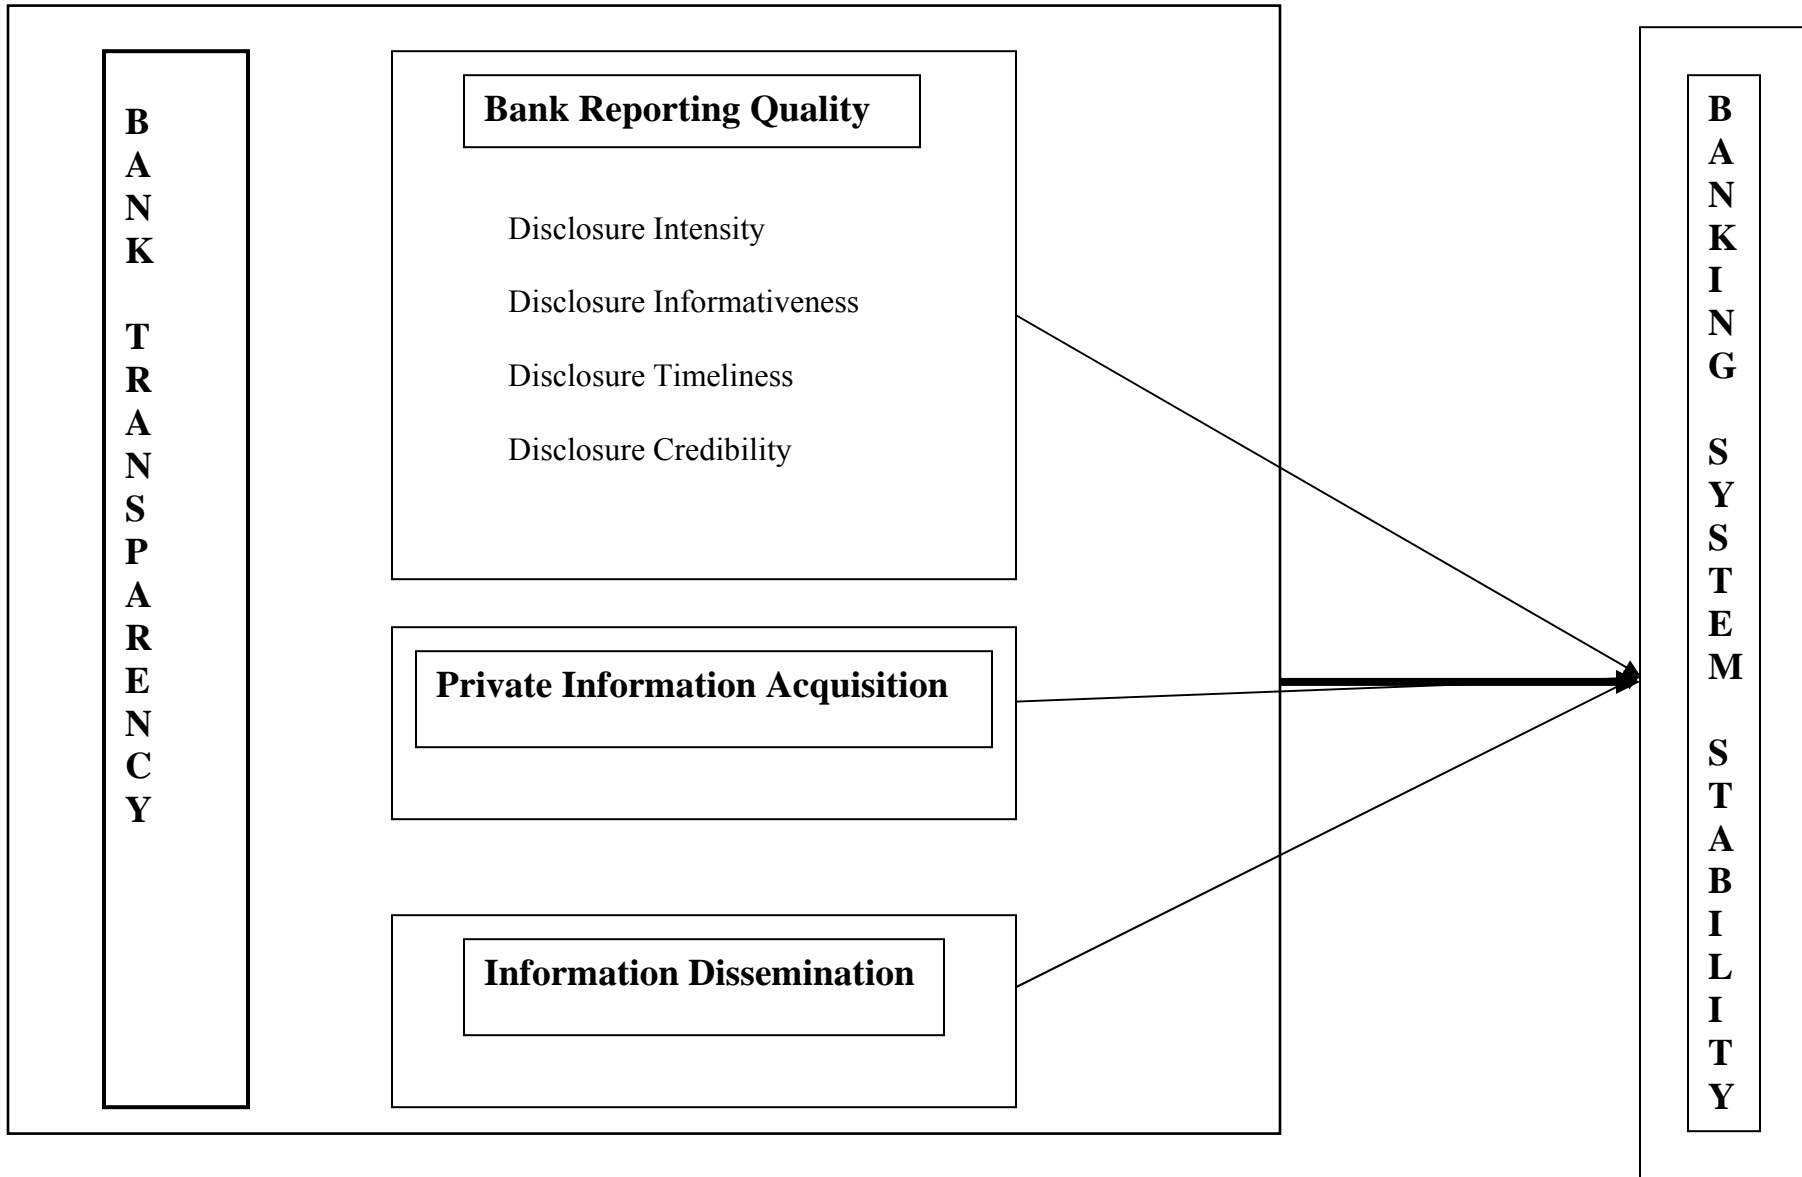 BANK TRANSPARENCY
Bank Reporting Quality
Disclosure Intensity
Disclosure Informativeness
Disclosure Timeliness
Disclosure Credibility
Private Information Acquisition
Information Dissemination
BANKING SYSTEM STABILITY